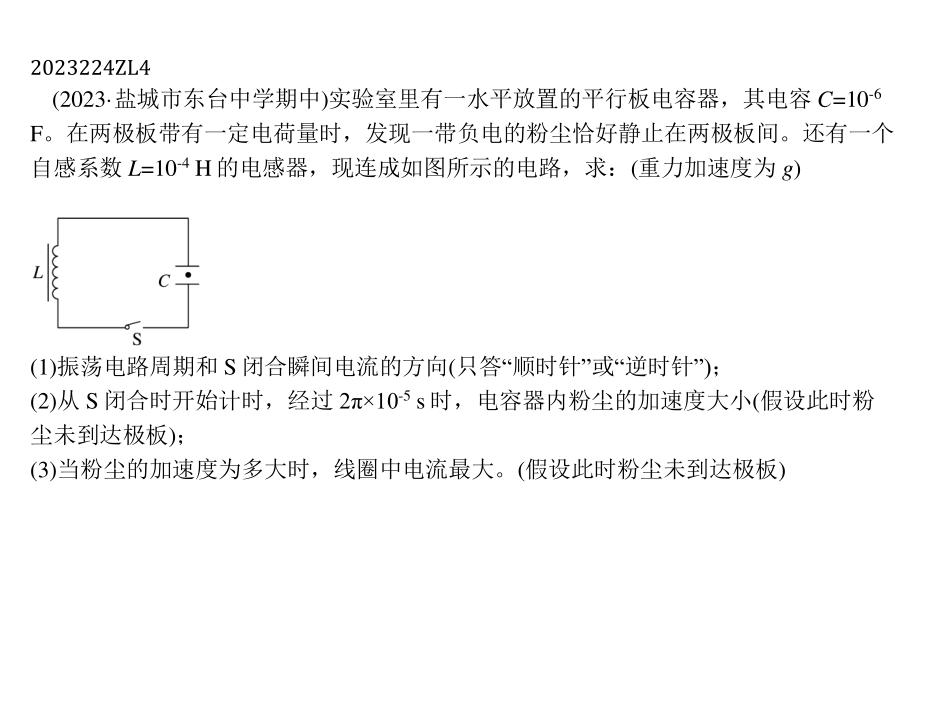 2023224ZL4
(2023·盐城市东台中学期中)实验室里有一水平放置的平行板电容器，其电容 C=10-6
F。在两极板带有一定电荷量时，发现一带负电的粉尘恰好静止在两极板间。还有一个
自感系数 L=10-4 H 的电感器，现连成如图所示的电路，求：(重力加速度为 g)
L
C
S
(1)振荡电路周期和 S 闭合瞬间电流的方向(只答“顺时针”或“逆时针”)；
(2)从 S 闭合时开始计时，经过 2π×10-5 s 时，电容器内粉尘的加速度大小(假设此时粉
尘未到达极板)；
(3)当粉尘的加速度为多大时，线圈中电流最大。(假设此时粉尘未到达极板)